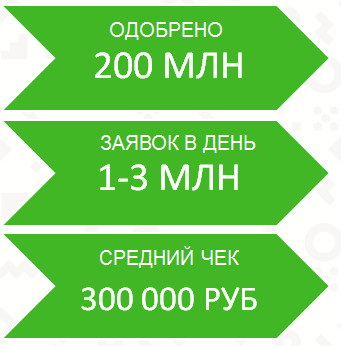 ОДОБРЕНО
200 МЛН
ЗАЯВОК В ДЕНЬ
1-3 МЛН
СРЕДНИЙ ЧЕК
300 000 РУБ